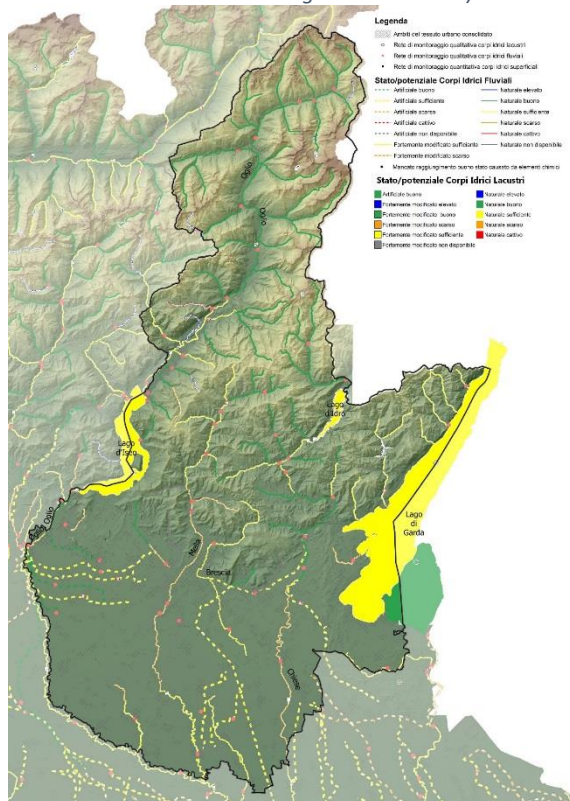 Legenda
Ambiti del tessuto urbano consolidato
Rete di monitoraggio qualitativa corpi idrici lacustri
Rete di monitoraggio qualitativa corpi idrici fluviali
Rete di monitoraggio quantitativa corpi idrici superficiali
Stato/potenziale Corpi Idrici Fluviali
Artificiale buono
Artificiale sufficiente
Artificiale scarso
Artificiale cattivo
Artificiale non disponibile
Fortemente modificato sufficiente
Fortemente modificato scarso
Naturale elevato
Naturale buono
Naturale sufficiente
Naturale scarso
Naturale cattivo
Naturale non disponibile
Mancato raggiungimento buono stato causato da elementi chimici
Stato/potenziale Corpi Idrici Lacustri
Artificiale buono
Fortemente modificato elevato
Fortemente modificato buono
Fortemente modificato scarso
Fortemente modificato sufficiente
Fortemente modificato non disponibile
Naturale elevato
Naturale buono
Naturale sufficiente
Naturale scarso
Naturale cattivo
Oglio
Oglio
Lago
d'Idro
Lago
d'Iseo
Lago
di
Garda
Oglio
Mella
Brescia
Chiese